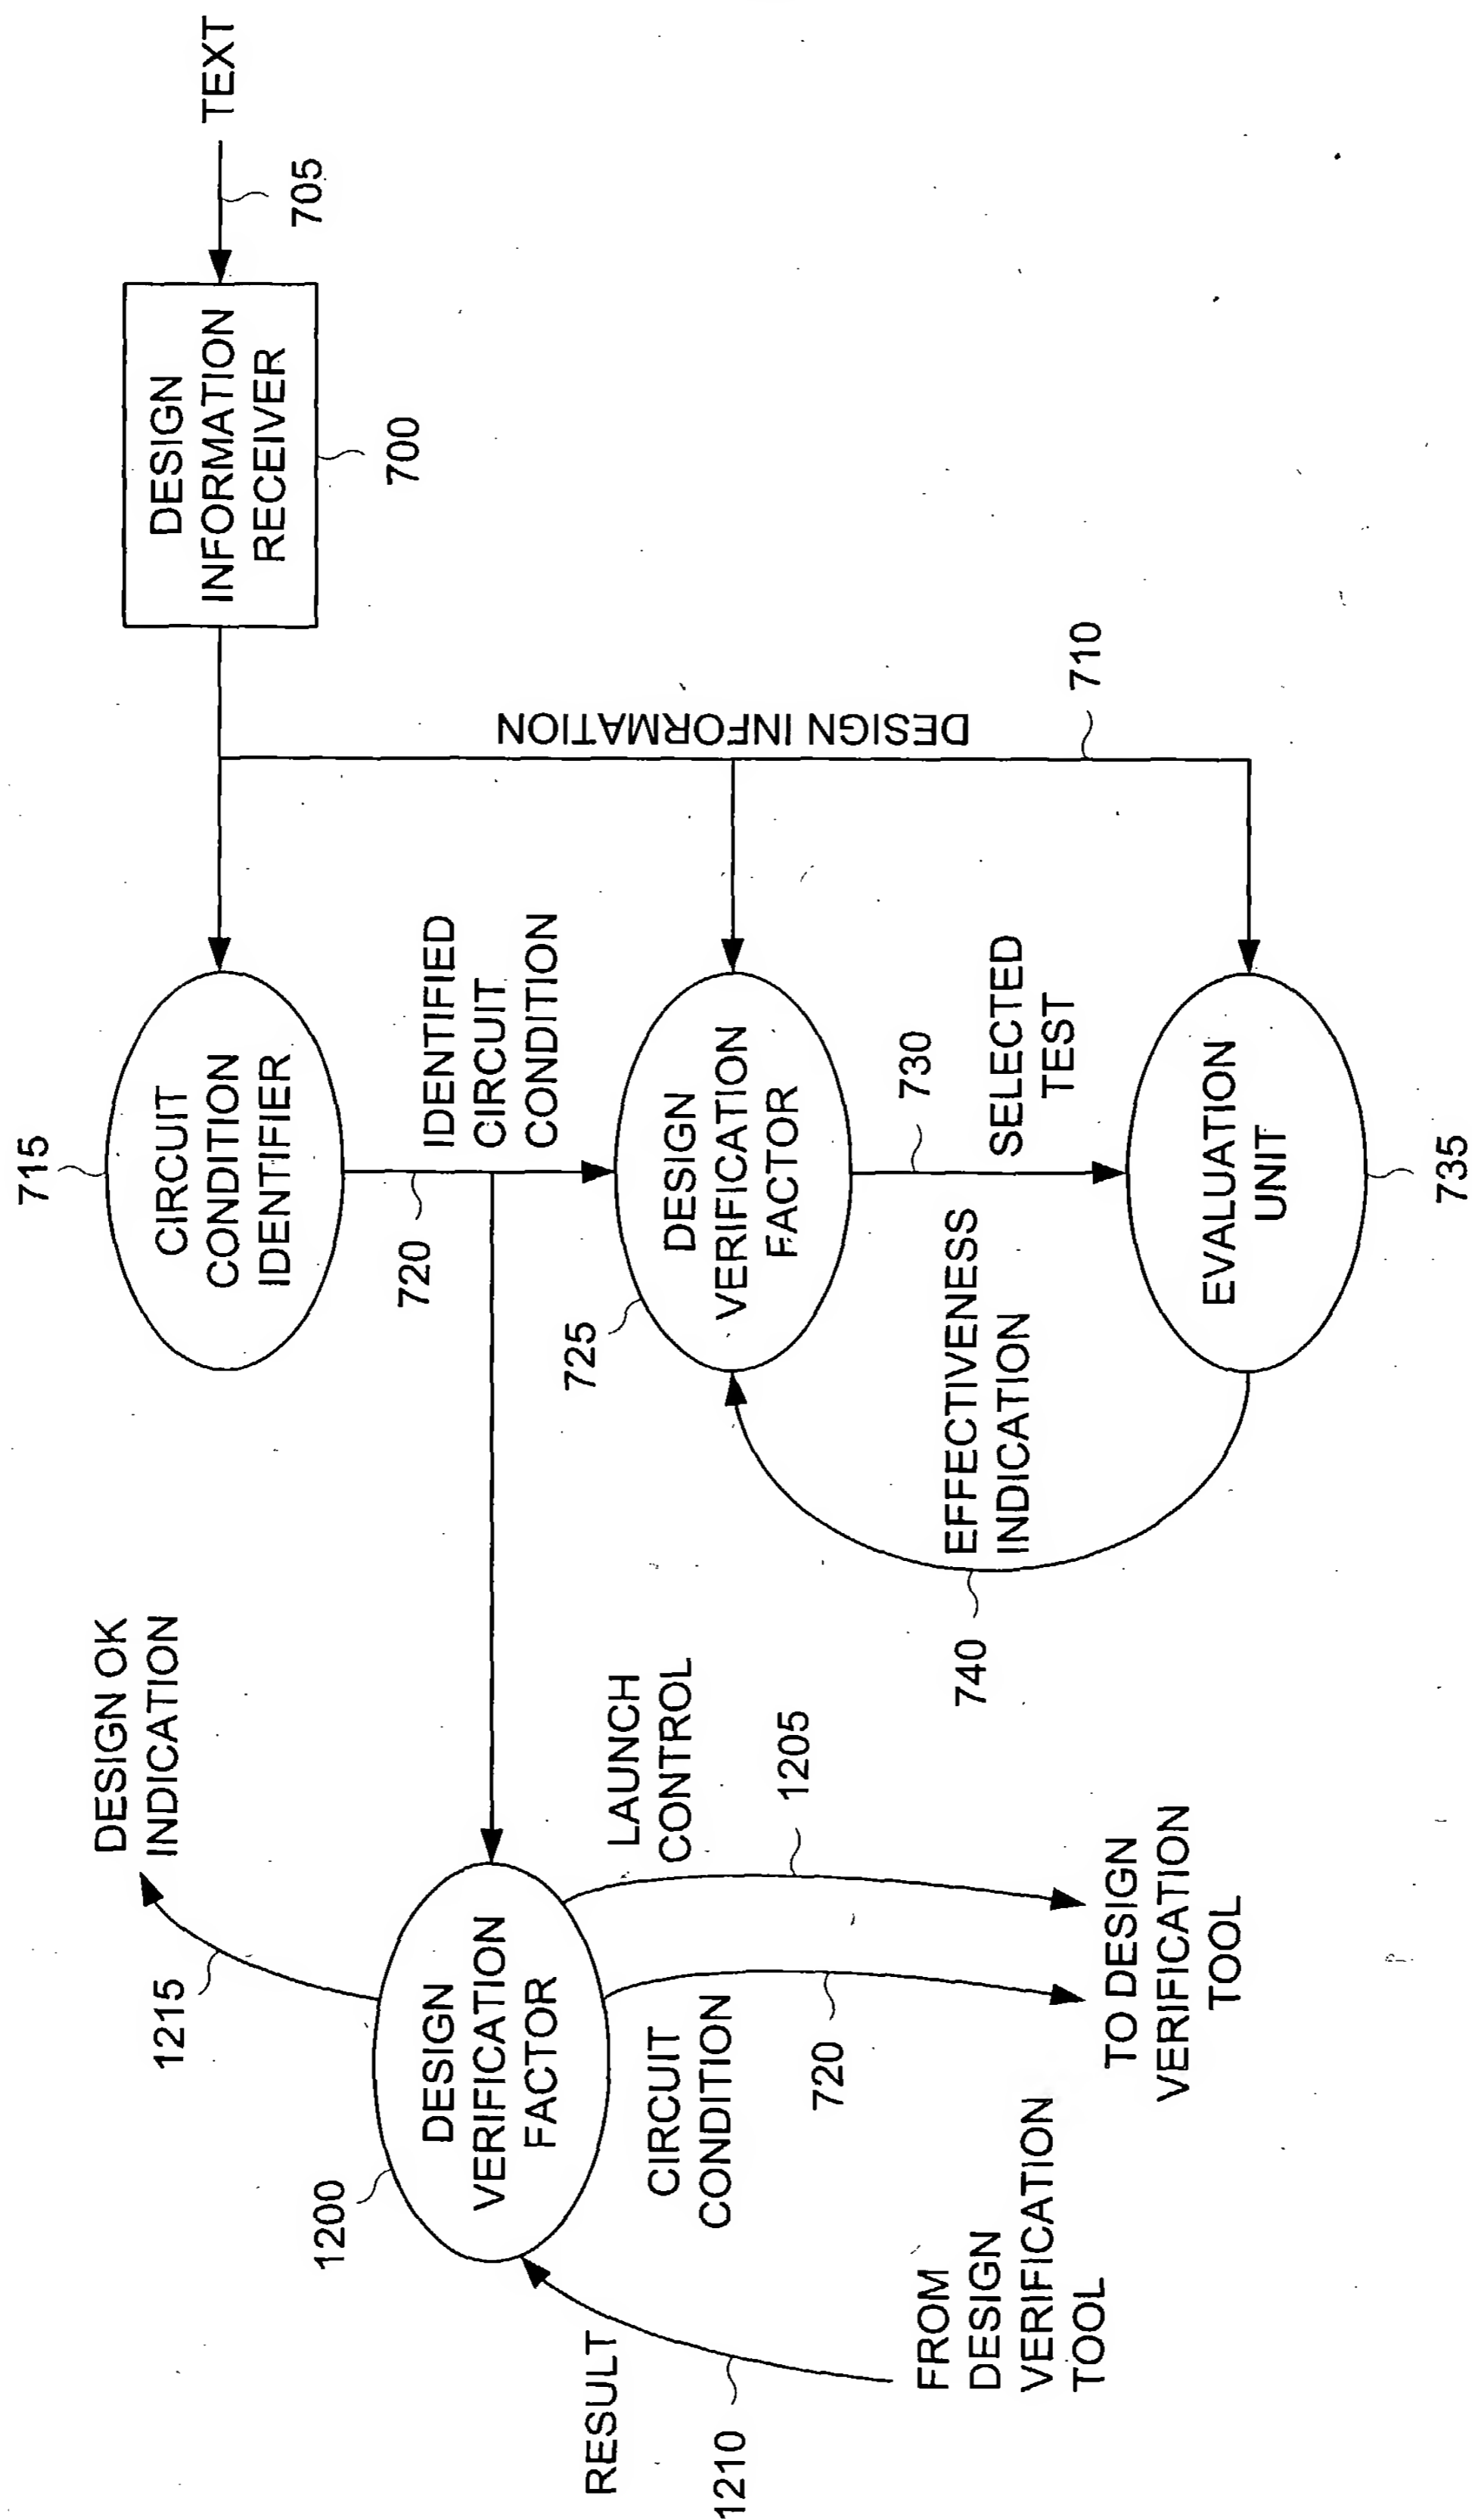 TEXT
705
DESIGN
INFORMATION
RECEIVER
700
DESIGN INFORMATION
710
715
CIRCUIT
CONDITION
IDENTIFIER
720
IDENTIFIED
CIRCUIT
CONDITION
725
DESIGN
VERIFICATION
FACTOR
730
SELECTED
TEST
EVALUATION
UNIT
735
EFFECTIVENESS
INDICATION
740
DESIGN OK
INDICATION
1215
1200
DESIGN
VERIFICATION
FACTOR
LAUNCH
CONTROL
1205
CIRCUIT
CONDITION
720
TO DESIGN
VERIFICATION
TOOL
RESULT
1210
FROM
DESIGN
VERIFICATION
TOOL